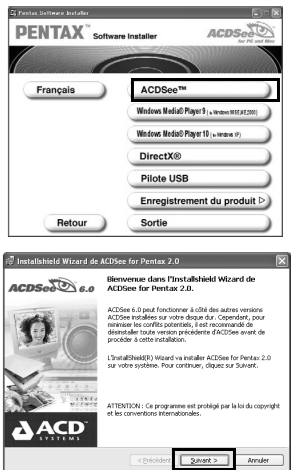 Pentax Software Installer
PENTAX™ Software Installer
ACDSee™
for PC and Mac
Français
ACDSee™
Windows Media® Player 9 (
Windows Media® Player 10 (
DirectX®
Pilote USB
Enregistrement du produit
Retour
Sortie
Installshield Wizard de ACDSee for Pentax 2.0
ACDSee 6.0
Bienvenue dans l'Installshield Wizard de
ACDSee for Pentax 2.0.
ACDSee 6.0 peut fonctionner à côté des autres versions
ACDSee installées sur votre disque dur. Cependant, pour
minimiser les conflits potentiels, il est recommandé de
désinstaller toute version précédente d'ACDSee avant de
procéder à cette installation.
L'InstallShield(R) Wizard va installer ACDSee for Pentax 2.0
sur votre système. Pour continuer, cliquez sur Suivant.
ATTENTION : Ce programme est protégé par la loi du copyright
et les conventions internationales.
ACD
SYSTEMS
< Précédent
Suivant >
Annuler